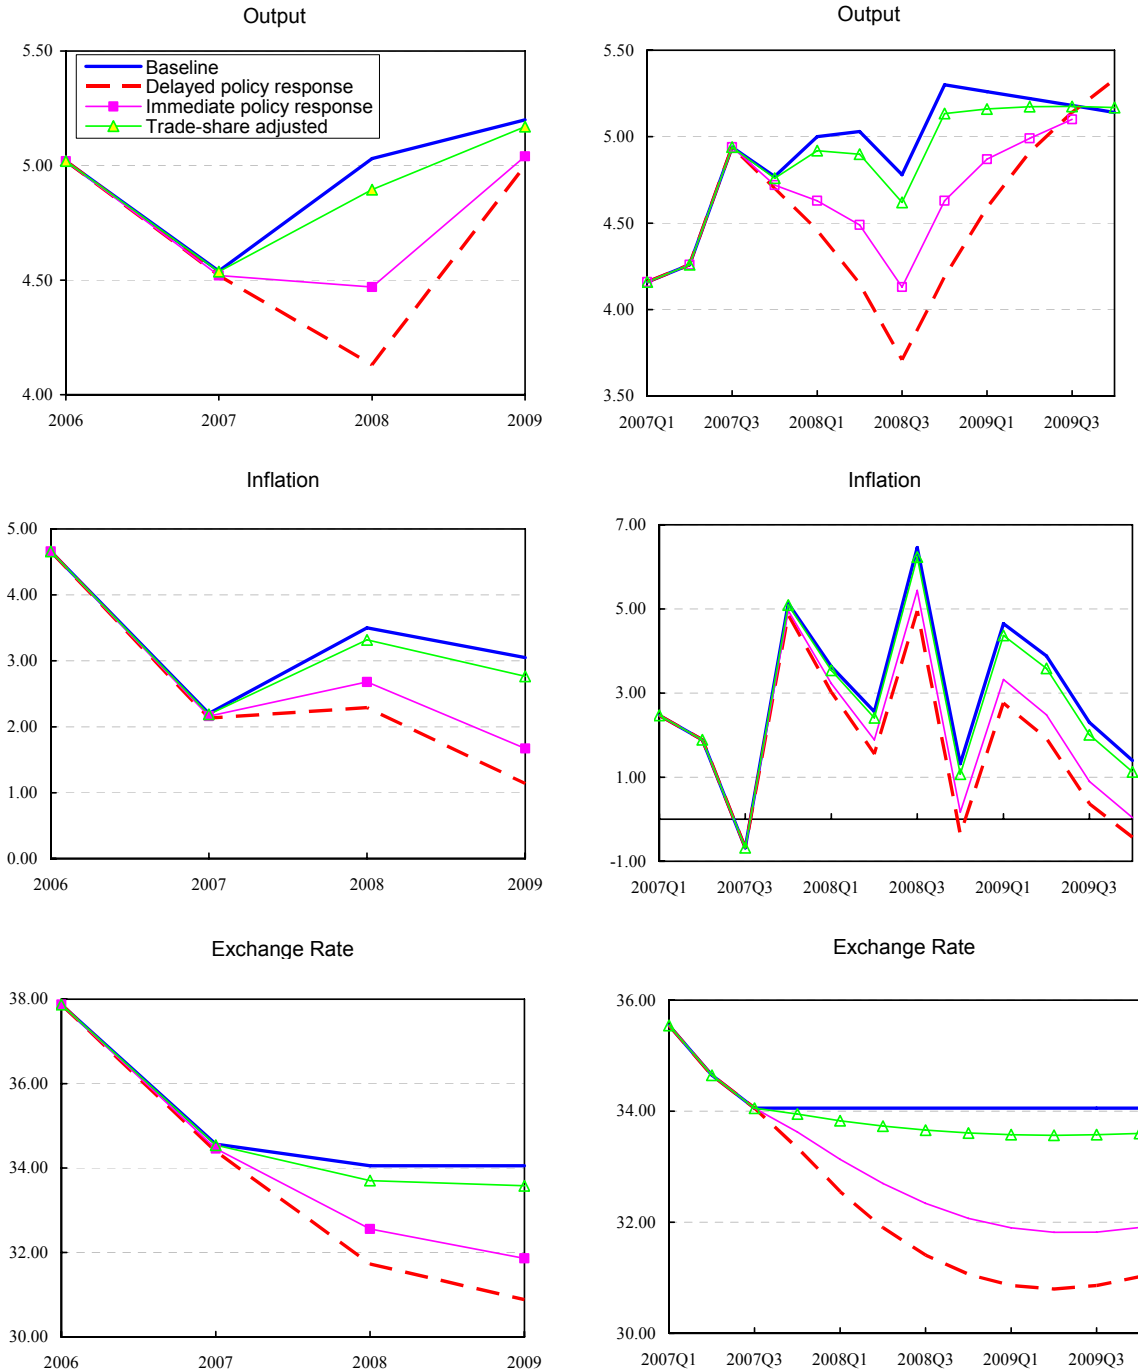 Output
5.50
5.00
4.50
4.00
2006
2007
2008
2009
Baseline
Delayed policy response
Immediate policy response
Trade-share adjusted
Output
5.50
5.00
4.50
4.00
3.50
2007Q1
2007Q3
2008Q1
2008Q3
2009Q1
2009Q3
Inflation
5.00
4.00
3.00
2.00
1.00
0.00
2006
2007
2008
2009
Inflation
7.00
5.00
3.00
1.00
-1.00
2007Q1
2007Q3
2008Q1
2008Q3
2009Q1
2009Q3
Exchange Rate
38.00
36.00
34.00
32.00
30.00
2006
2007
2008
2009
Exchange Rate
36.00
34.00
32.00
30.00
2007Q1
2007Q3
2008Q1
2008Q3
2009Q1
2009Q3